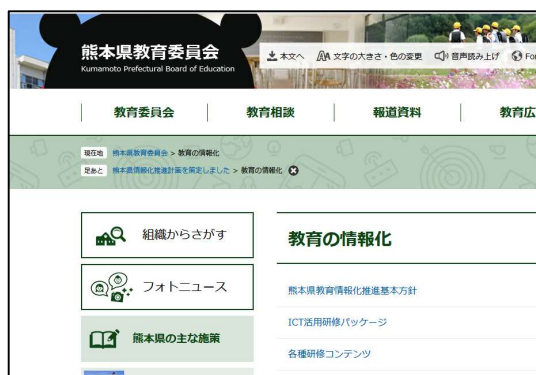 熊本県教育委員会
Kumamoto Prefectural Board of Education
本文へ 文字の大きさ・色の変更 音声読み上げ For
教育委員会 教育相談 報道資料 教育広
現在地 熊本県教育委員会 > 教育の情報化
足あと 熊本県情報化推進計画を策定しました > 教育の情報化
組織からさがす
フォトニュース
熊本県の主な施策
教育の情報化
熊本県教育情報化推進基本方針
ICT活用研修パッケージ
各種研修コンテンツ